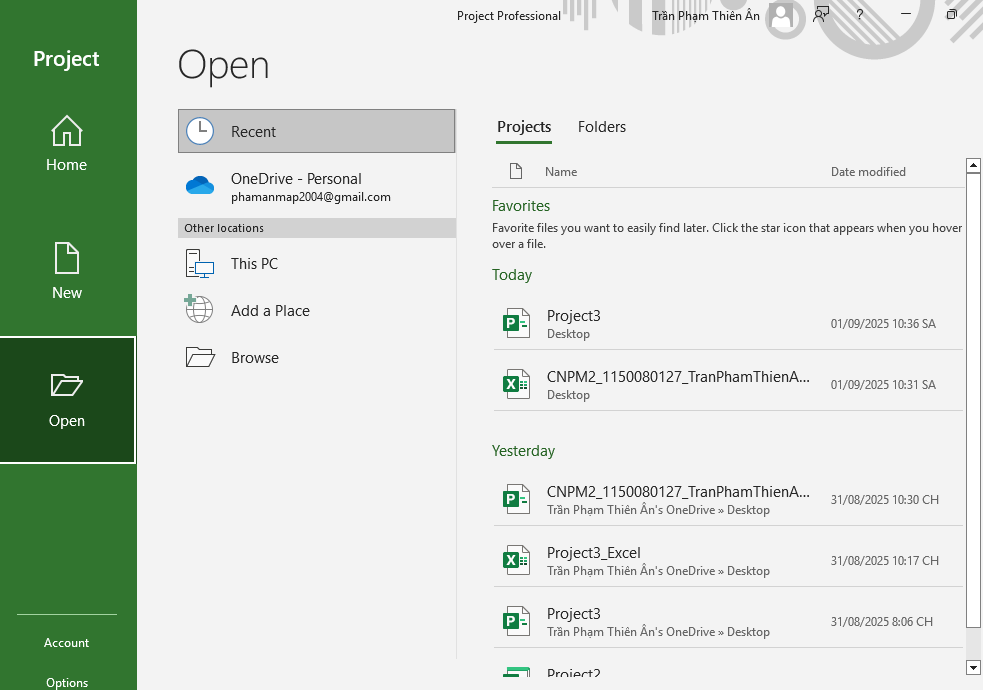 Project Professional
Trần Phạm Thiên Ân
?
Project
Home
New
Open
Account
Options
Open
Recent
OneDrive - Personal
phamanmap2004@gmail.com
Other locations
This PC
Add a Place
Browse
Projects Folders
Name Date modified
Favorites
Favorite files you want to easily find later. Click the star icon that appears when you hover
over a file.
Today
Project3 01/09/2025 10:36 SA
Desktop
CNPM2_1150080127_TranPhamThienA... 01/09/2025 10:31 SA
Desktop
Yesterday
CNPM2_1150080127_TranPhamThienA... 31/08/2025 10:30 CH
Trần Phạm Thiên Ân's OneDrive » Desktop
Project3_Excel 31/08/2025 10:17 CH
Trần Phạm Thiên Ân's OneDrive » Desktop
Project3 31/08/2025 8:06 CH
Trần Phạm Thiên Ân's OneDrive » Desktop
Project2